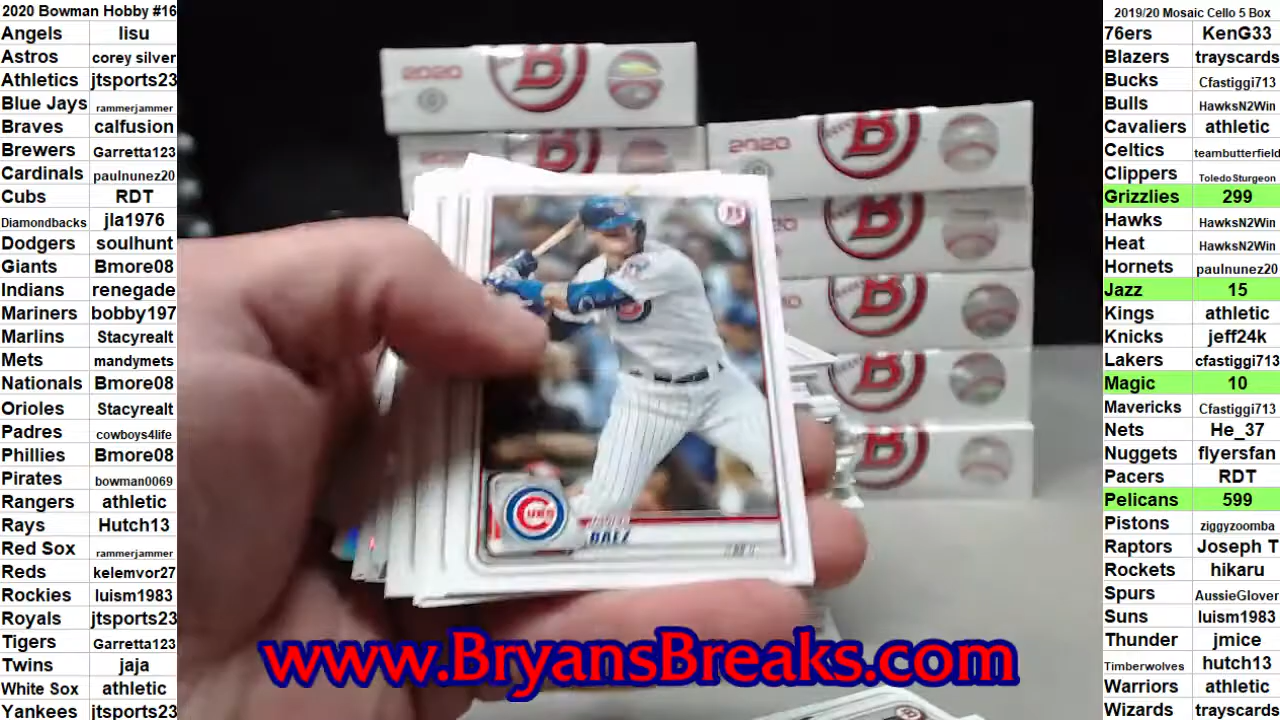 2020 Bowman Hobby #16
Angels lisu
Astros corey silver
Athletics jtsports23
Blue Jays rammerjammer
Braves calfusion
Brewers Garretta123
Cardinals paulnunez20
Cubs RDT
Diamondbacks jla1976
Dodgers soulhunt
Giants Bmore08
Indians renegade
Mariners bobby197
Marlins Stacyrealt
Mets mandymets
Nationals Bmore08
Orioles Stacyrealt
Padres cowboys4life
Phillies Bmore08
Pirates bowman0069
Rangers athletic
Rays Hutch13
Red Sox rammerjammer
Reds kelemvor27
Rockies luism1983
Royals jtsports23
Tigers Garretta123
Twins jaja
White Sox athletic
Yankees jtsports23
2020
B
2020
B
B
B
B
B
CUBS
BAEZ
www.BryansBreaks.com
2019/20 Mosaic Cello 5 Box
76ers KenG33
Blazers trayscards
Bucks Cfastiggi713
Bulls HawksN2Win
Cavaliers athletic
Celtics teambutterfield
Clippers ToledoSturgeon
Grizzlies 299
Hawks HawksN2Win
Heat HawksN2Win
Hornets paulnunez20
Jazz 15
Kings athletic
Knicks jeff24k
Lakers cfastiggi713
Magic 10
Mavericks Cfastiggi713
Nets He_37
Nuggets flyersfan
Pacers RDT
Pelicans 599
Pistons ziggyzoomba
Raptors Joseph T
Rockets hikaru
Spurs AussieGlover
Suns luism1983
Thunder jmice
Timberwolves hutch13
Warriors athletic
Wizards trayscards